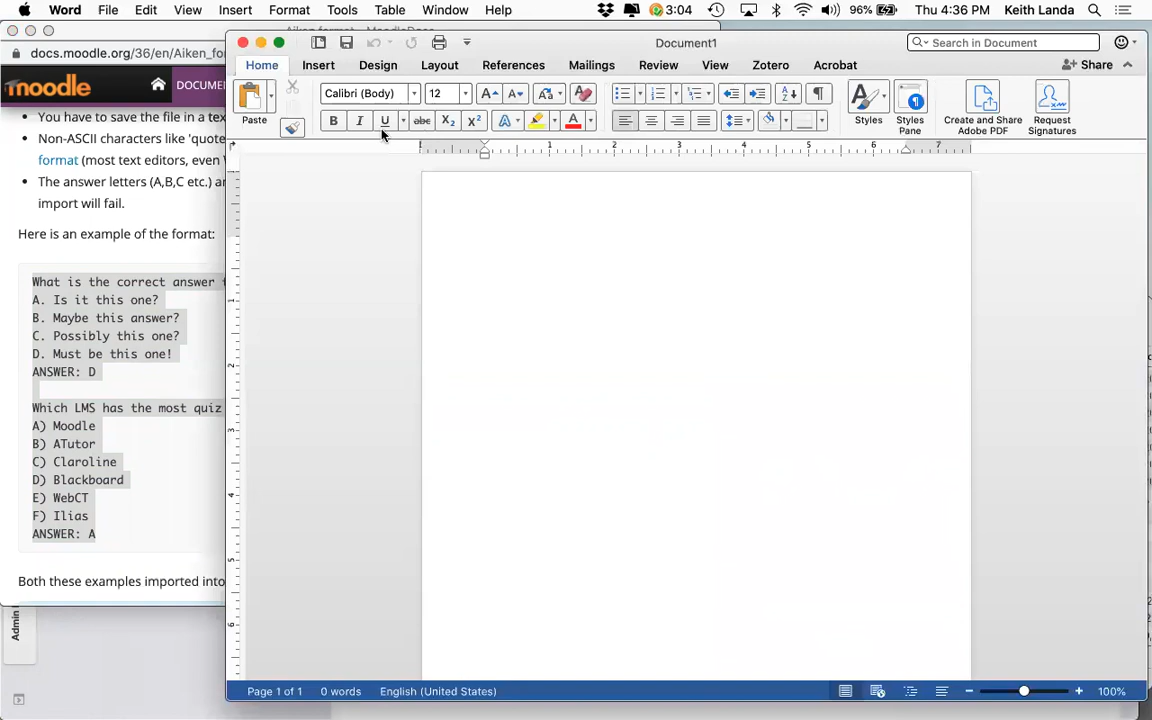 Word File Edit View Insert Format Tools Table Window Help 3:04 96% Thu 4:36 PM Keith Landa
Document1
Search in Document
docs.moodle.org/36/en/Aiken_fo
Home Insert Design Layout References Mailings Review View Zotero Acrobat Share
moodle
DOCUME
Paste
Calibri (Body) 12
Styles
Styles Pane
Create and Share Adobe PDF
Request Signatures
You have to save the file in a tex
Non-ASCII characters like 'quote
format (most text editors, even W
The answer letters (A,B,C etc.) an
import will fail.
Here is an example of the format:
What is the correct answer t
A. Is it this one?
B. Maybe this answer?
C. Possibly this one?
D. Must be this one!
ANSWER: D
Which LMS has the most quiz
A) Moodle
B) ATutor
C) Claroline
D) Blackboard
E) WebCT
F) Ilias
ANSWER: A
Both these examples imported into
Admin
Page 1 of 1 0 words English (United States) 100%